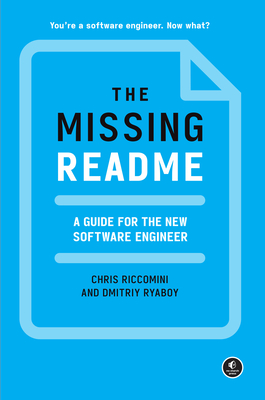 You're a software engineer. Now what?
THE
MISSING
README
A GUIDE FOR THE NEW
SOFTWARE ENGINEER
CHRIS RICCOMINI
AND DMITRIY RYABOY